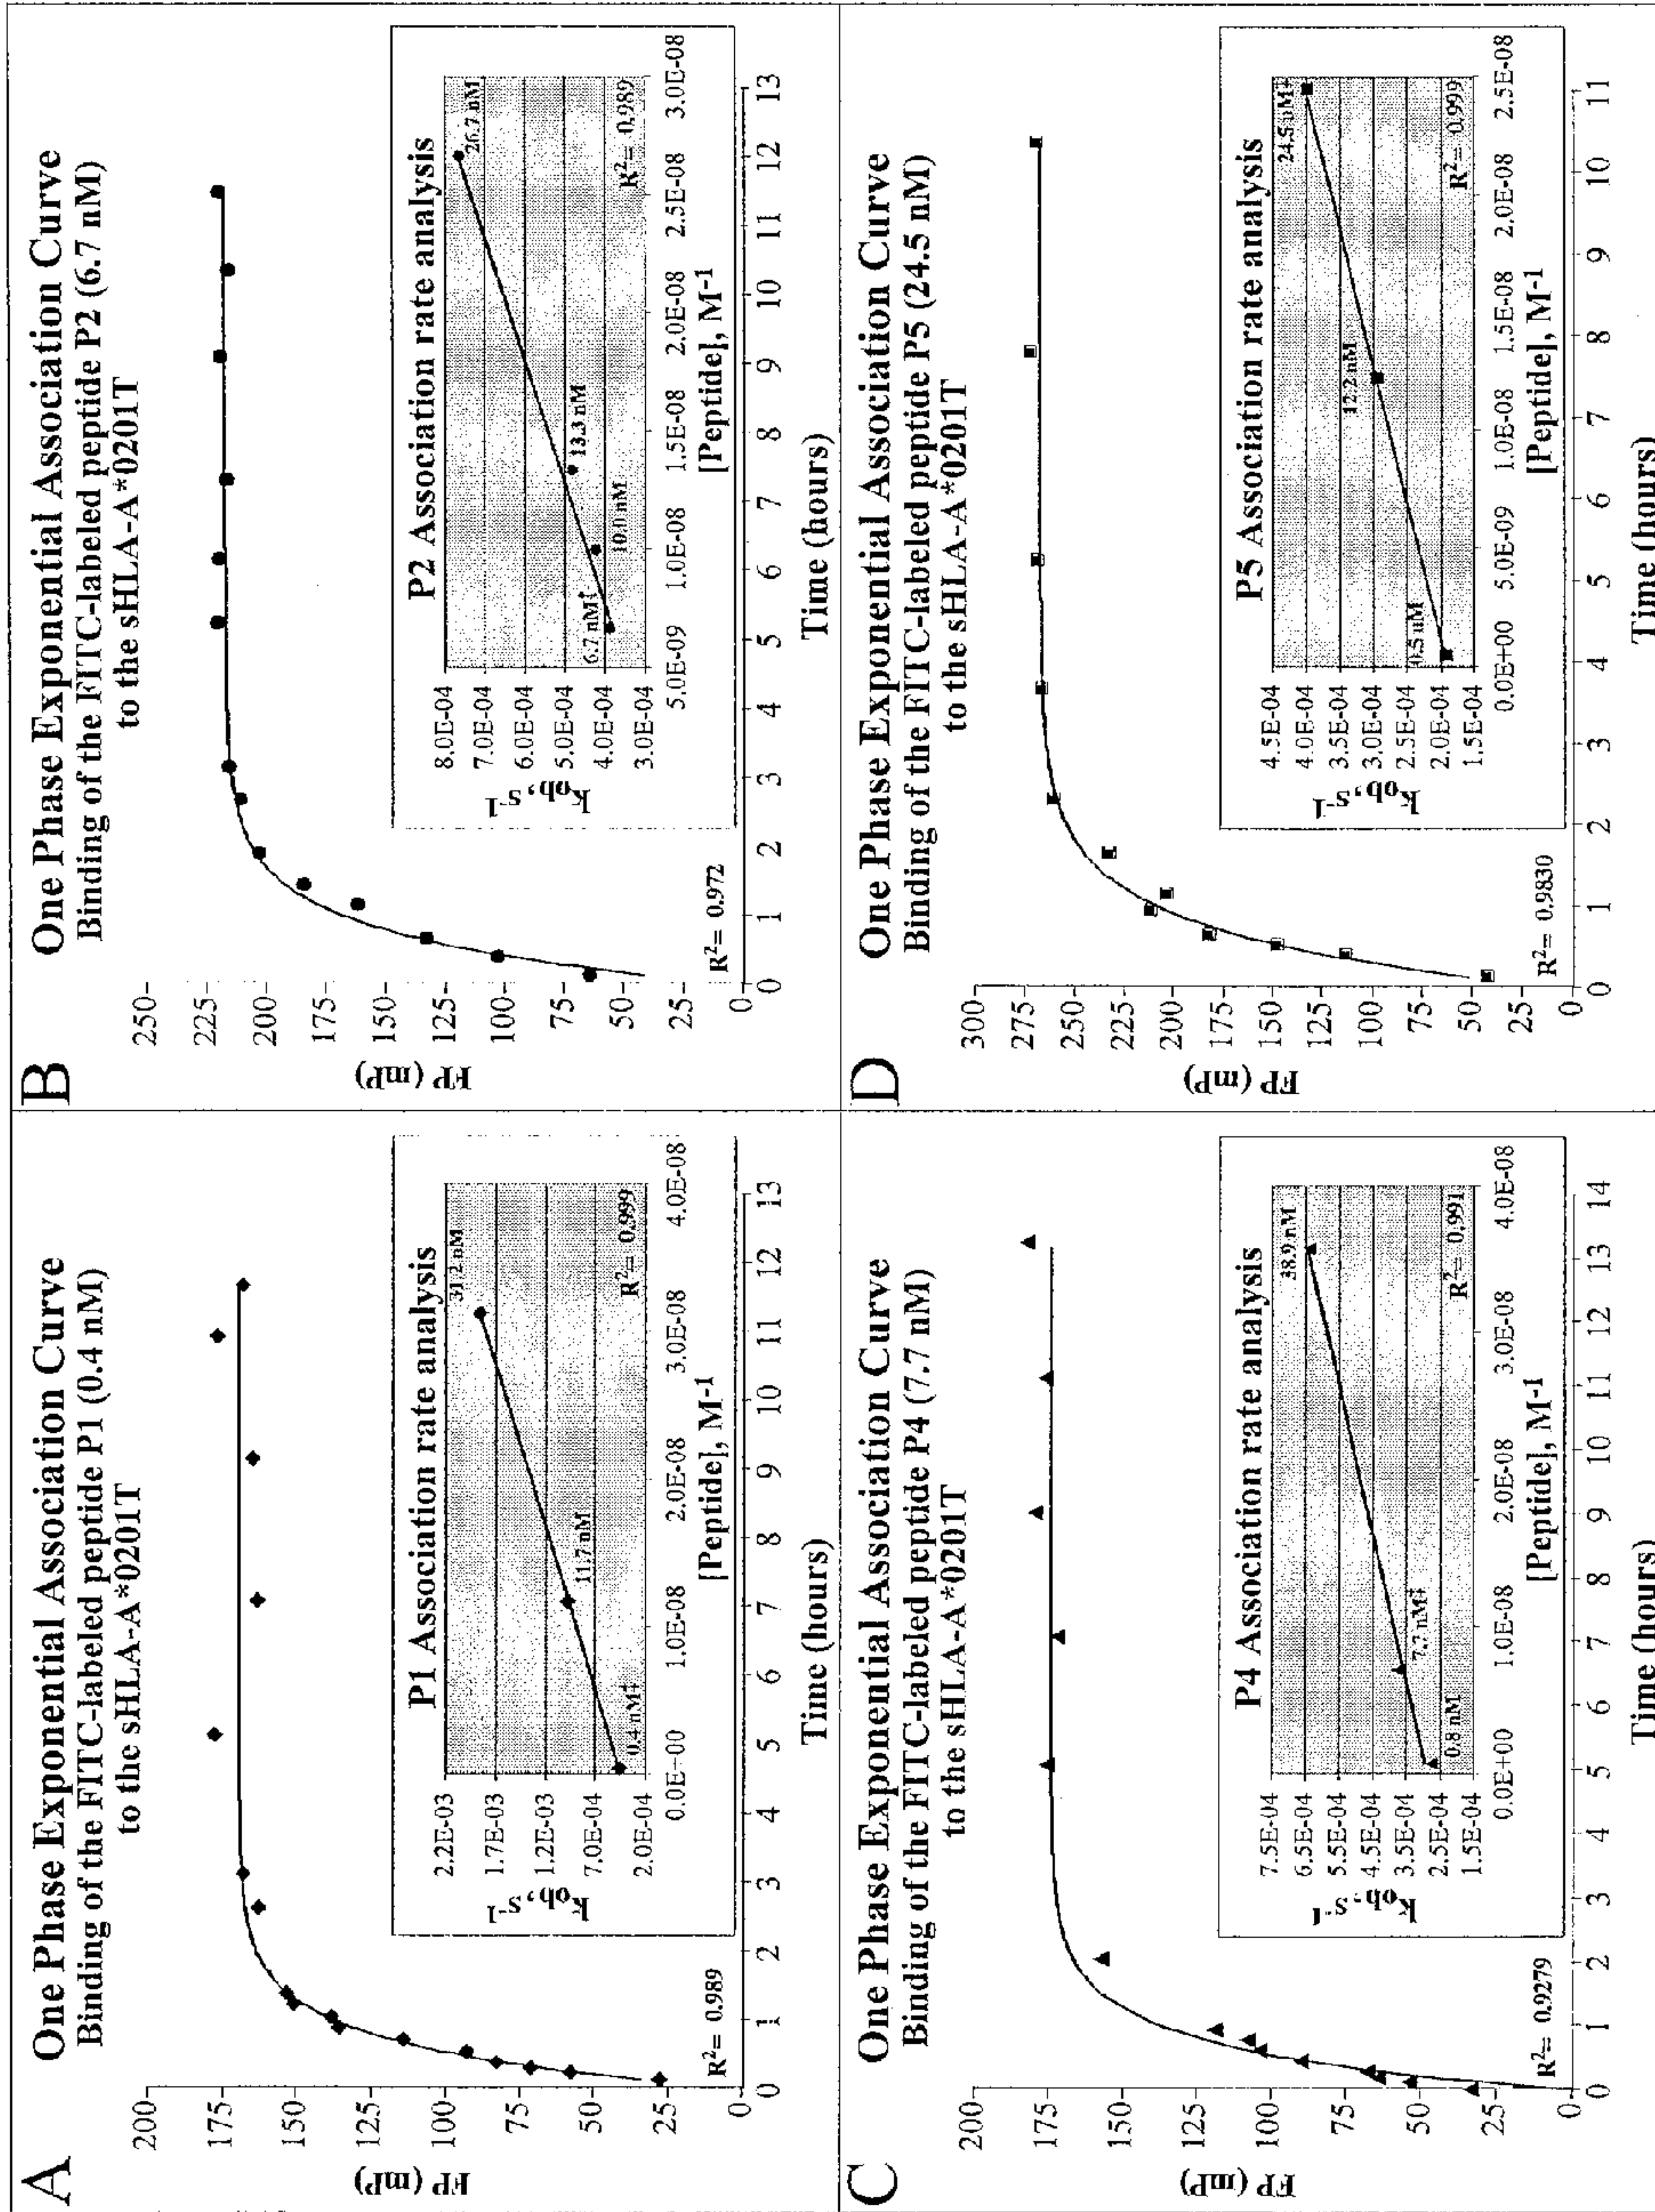 A
One Phase Exponential Association Curve
Binding of the FITC-labeled peptide P1 (0.4 nM)
to the sHLA-A*0201T
FP (mP)
200
175
150
125
100
75
50
25
0
R²= 0.989
P1 Association rate analysis
kob, s-1
2.2E-03
1.7E-03
1.2E-03
7.0E-04
2.0E-04
31.2 nM
11.7 nM
0.4 nM‡
R²= 0.999
0.0E+00 1.0E-08 2.0E-08 3.0E-08 4.0E-08
[Peptide], M-1
0 1 2 3 4 5 6 7 8 9 10 11 12 13
Time (hours)
B
One Phase Exponential Association Curve
Binding of the FITC-labeled peptide P2 (6.7 nM)
to the sHLA-A*0201T
FP (mP)
250
225
200
175
150
125
100
75
50
25
0
R²= 0.972
P2 Association rate analysis
kob, s-1
8.0E-04
7.0E-04
6.0E-04
5.0E-04
4.0E-04
3.0E-04
26.7 nM
13.3 nM
10.0 nM
6.7 nM‡
R²= 0.989
5.0E-09 1.0E-08 1.5E-08 2.0E-08 2.5E-08 3.0E-08
[Peptide], M-1
0 1 2 3 4 5 6 7 8 9 10 11 12 13
Time (hours)
C
One Phase Exponential Association Curve
Binding of the FITC-labeled peptide P4 (7.7 nM)
to the sHLA-A*0201T
FP (mP)
200
175
150
125
100
75
50
25
0
R²= 0.9279
P4 Association rate analysis
kob, s-1
7.5E-04
6.5E-04
5.5E-04
4.5E-04
3.5E-04
2.5E-04
1.5E-04
38.9 nM
7.7 nM‡
0.8 nM
R²= 0.991
0.0E+00 1.0E-08 2.0E-08 3.0E-08 4.0E-08
[Peptide], M-1
0 1 2 3 4 5 6 7 8 9 10 11 12 13 14
Time (hours)
D
One Phase Exponential Association Curve
Binding of the FITC-labeled peptide P5 (24.5 nM)
to the sHLA-A*0201T
FP (mP)
300
275
250
225
200
175
150
125
100
75
50
25
0
R²= 0.9830
P5 Association rate analysis
kob, s-1
4.5E-04
4.0E-04
3.5E-04
3.0E-04
2.5E-04
2.0E-04
1.5E-04
24.5 nM‡
12.2 nM
0.5 nM
R²= 0.999
0.0E+00 5.0E-09 1.0E-08 1.5E-08 2.0E-08 2.5E-08
[Peptide], M-1
0 1 2 3 4 5 6 7 8 9 10 11
Time (hours)